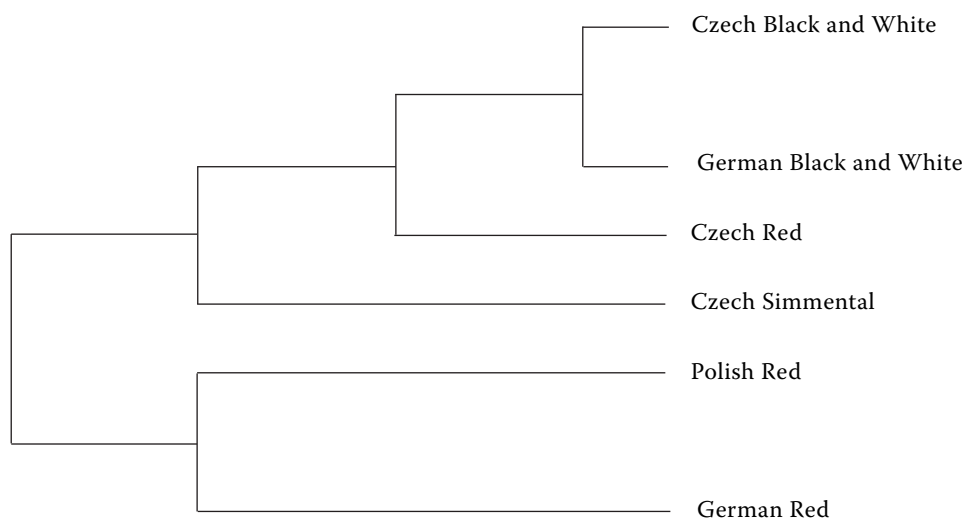 Czech Black and White
German Black and White
Czech Red
Czech Simmental
Polish Red
German Red